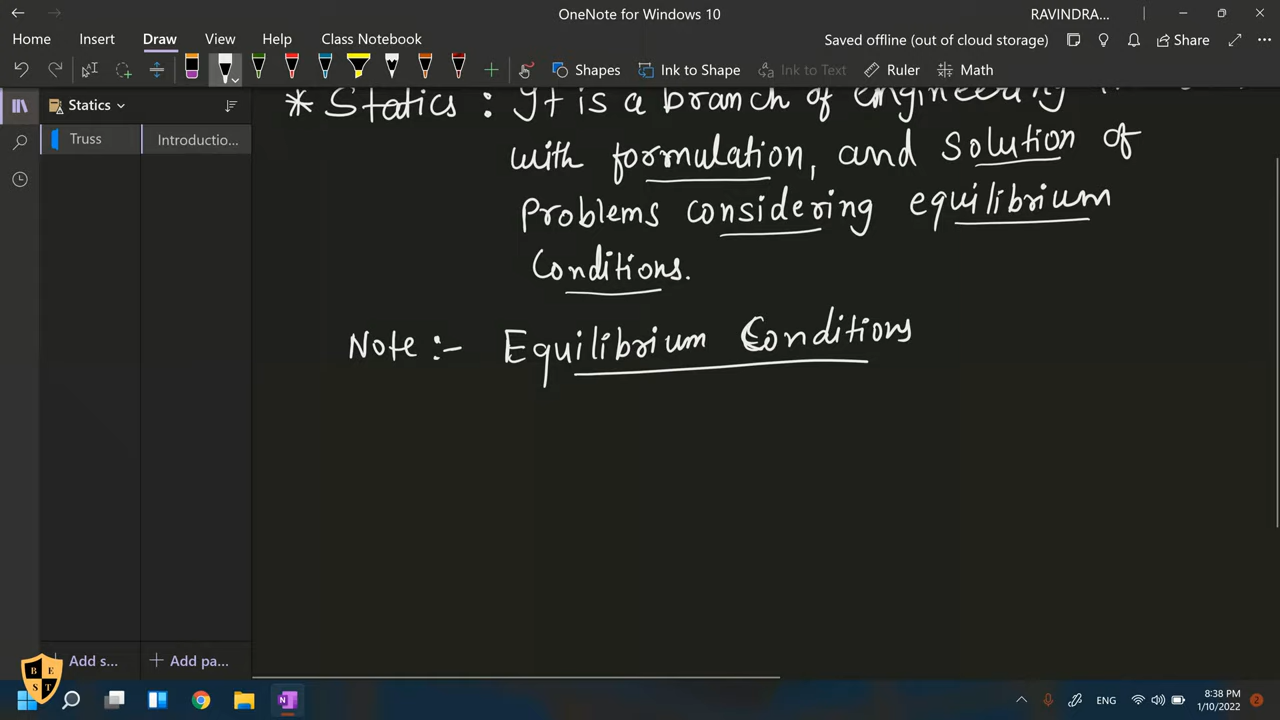 OneNote for Windows 10
RAVINDRA...
Home Insert Draw View Help Class Notebook
Saved offline (out of cloud storage)
Share
Shapes
Ink to Shape
Ink to Text
Ruler
Math
Statics
Truss
Introductio...
* Statics : It is a branch of engineering
with formulation, and solution of
Problems considering equilibrium
Conditions.
Note :- Equilibrium Conditions
Add s...
Add pa...
B E
S T
ENG
8:38 PM
1/10/2022
2